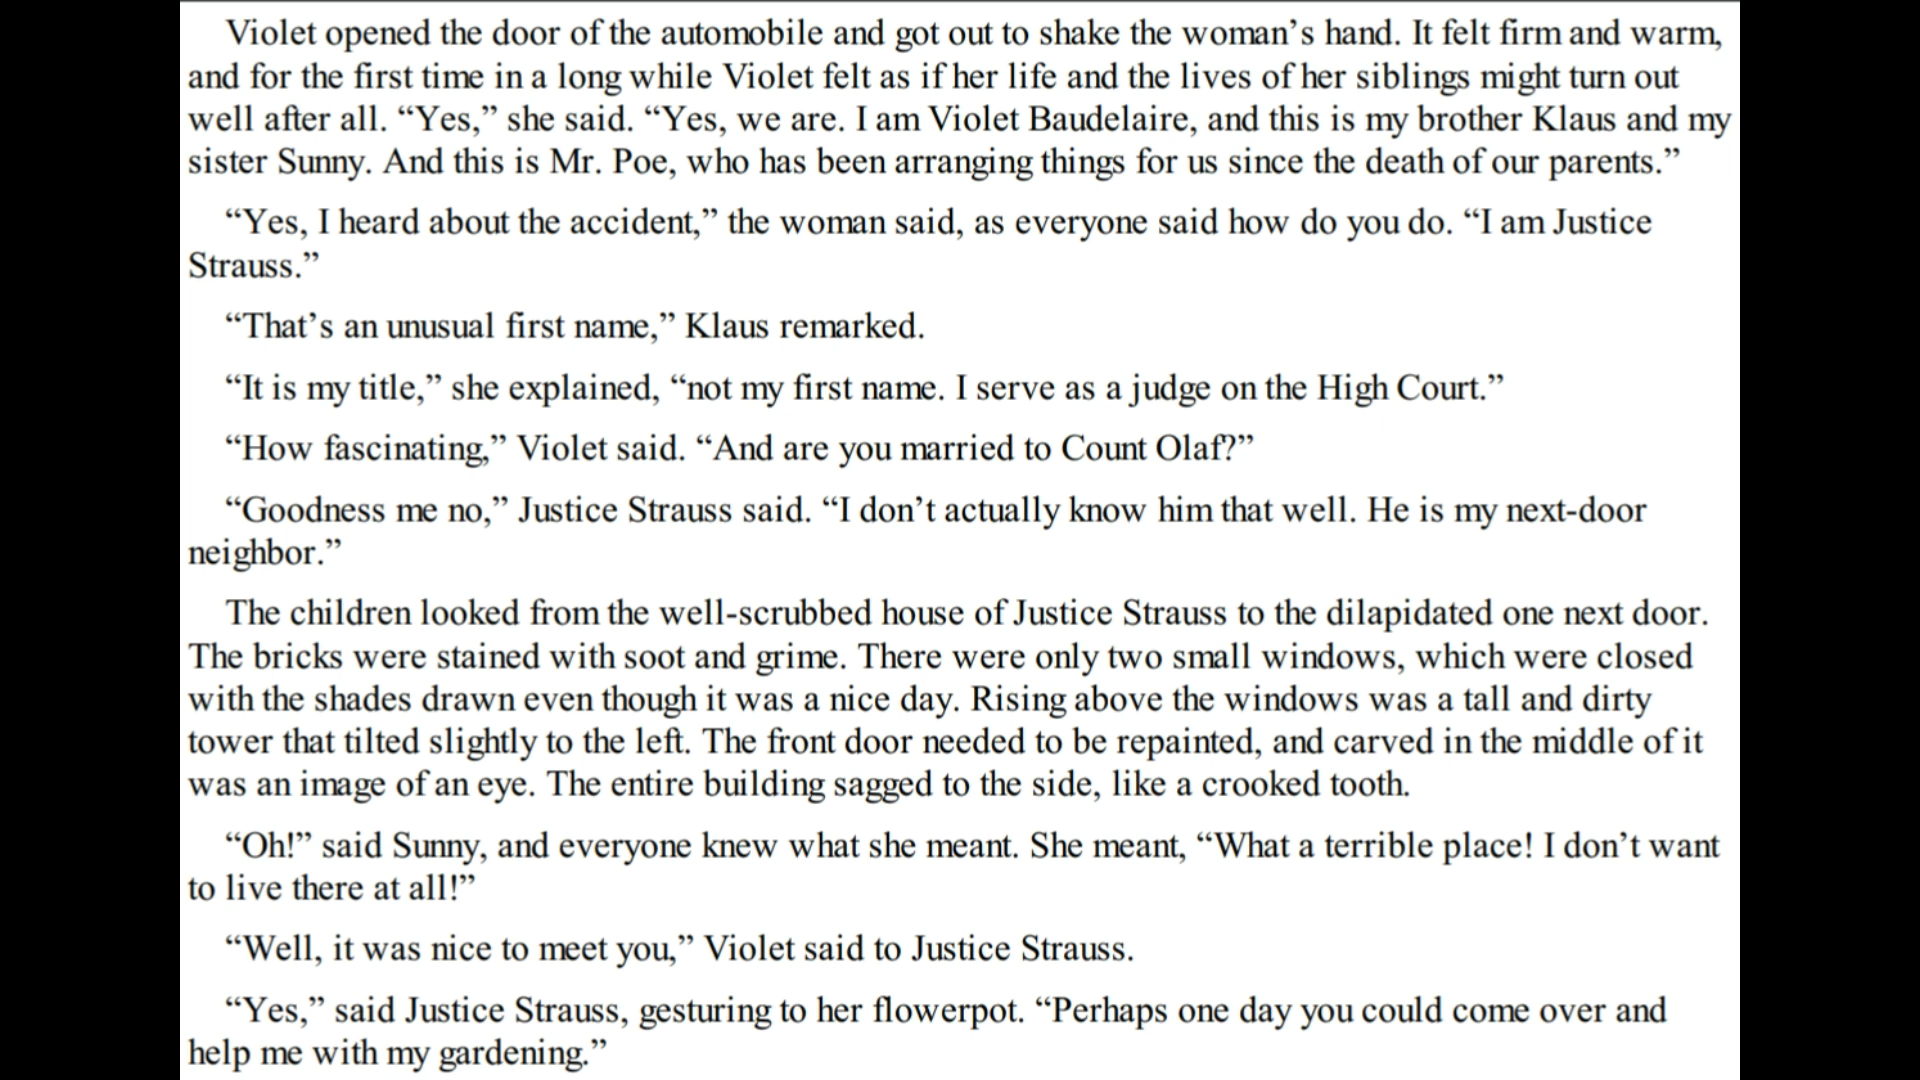 Violet opened the door of the automobile and got out to shake the woman’s hand. It felt firm and warm,
and for the first time in a long while Violet felt as if her life and the lives of her siblings might turn out
well after all. “Yes,” she said. “Yes, we are. I am Violet Baudelaire, and this is my brother Klaus and my
sister Sunny. And this is Mr. Poe, who has been arranging things for us since the death of our parents.”
“Yes, I heard about the accident,” the woman said, as everyone said how do you do. “I am Justice
Strauss.”
“That’s an unusual first name,” Klaus remarked.
“It is my title,” she explained, “not my first name. I serve as a judge on the High Court.”
“How fascinating,” Violet said. “And are you married to Count Olaf?”
“Goodness me no,” Justice Strauss said. “I don’t actually know him that well. He is my next-door
neighbor.”
The children looked from the well-scrubbed house of Justice Strauss to the dilapidated one next door.
The bricks were stained with soot and grime. There were only two small windows, which were closed
with the shades drawn even though it was a nice day. Rising above the windows was a tall and dirty
tower that tilted slightly to the left. The front door needed to be repainted, and carved in the middle of it
was an image of an eye. The entire building sagged to the side, like a crooked tooth.
“Oh!” said Sunny, and everyone knew what she meant. She meant, “What a terrible place! I don’t want
to live there at all!”
“Well, it was nice to meet you,” Violet said to Justice Strauss.
“Yes,” said Justice Strauss, gesturing to her flowerpot. “Perhaps one day you could come over and
help me with my gardening.”